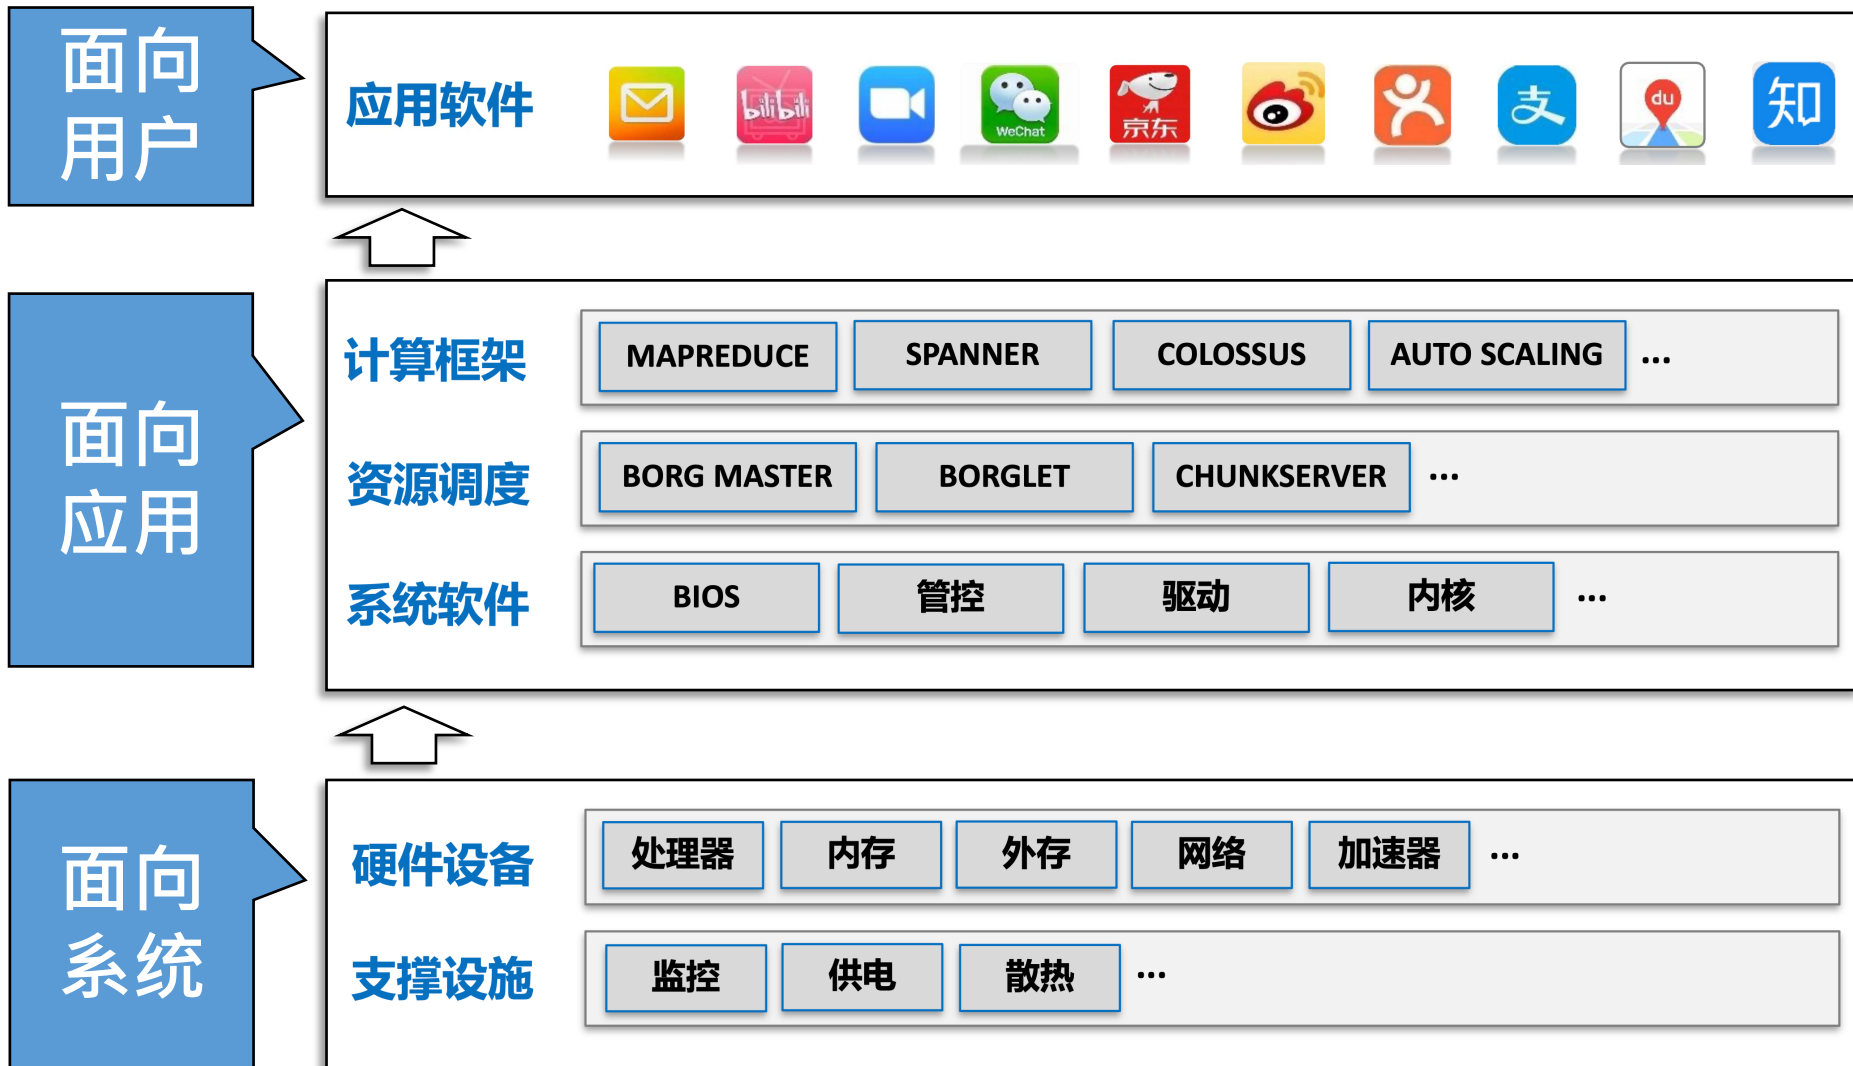 面向
用户
应用软件
bilibili
WeChat
京东
支
du
知
面向
应用
计算框架 MAPREDUCE SPANNER COLOSSUS AUTO SCALING ...
资源调度 BORG MASTER BORGLET CHUNKSERVER ...
系统软件 BIOS 管控 驱动 内核 ...
面向
系统
硬件设备 处理器 内存 外存 网络 加速器 ...
支撑设施 监控 供电 散热 ...